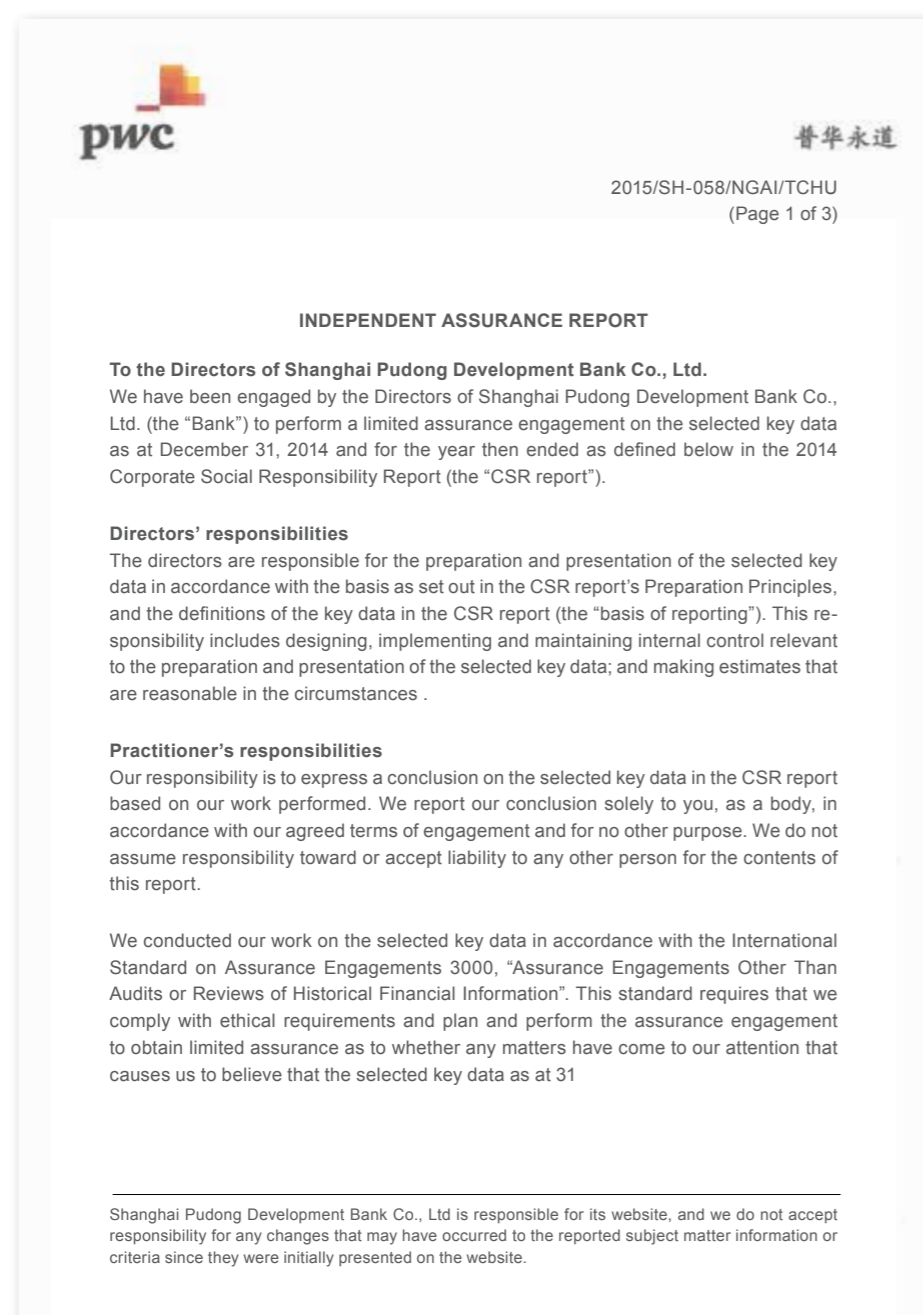 pwc
普华永道
2015/SH-058/NGAI/TCHU
(Page 1 of 3)
INDEPENDENT ASSURANCE REPORT
To the Directors of Shanghai Pudong Development Bank Co., Ltd.
We have been engaged by the Directors of Shanghai Pudong Development Bank Co.,
Ltd. (the “Bank”) to perform a limited assurance engagement on the selected key data
as at December 31, 2014 and for the year then ended as defined below in the 2014
Corporate Social Responsibility Report (the “CSR report”).
Directors’ responsibilities
The directors are responsible for the preparation and presentation of the selected key
data in accordance with the basis as set out in the CSR report’s Preparation Principles,
and the definitions of the key data in the CSR report (the “basis of reporting”). This re-
sponsibility includes designing, implementing and maintaining internal control relevant
to the preparation and presentation of the selected key data; and making estimates that
are reasonable in the circumstances .
Practitioner’s responsibilities
Our responsibility is to express a conclusion on the selected key data in the CSR report
based on our work performed. We report our conclusion solely to you, as a body, in
accordance with our agreed terms of engagement and for no other purpose. We do not
assume responsibility toward or accept liability to any other person for the contents of
this report.
We conducted our work on the selected key data in accordance with the International
Standard on Assurance Engagements 3000, “Assurance Engagements Other Than
Audits or Reviews of Historical Financial Information”. This standard requires that we
comply with ethical requirements and plan and perform the assurance engagement
to obtain limited assurance as to whether any matters have come to our attention that
causes us to believe that the selected key data as at 31
Shanghai Pudong Development Bank Co., Ltd is responsible for its website, and we do not accept
responsibility for any changes that may have occurred to the reported subject matter information or
criteria since they were initially presented on the website.